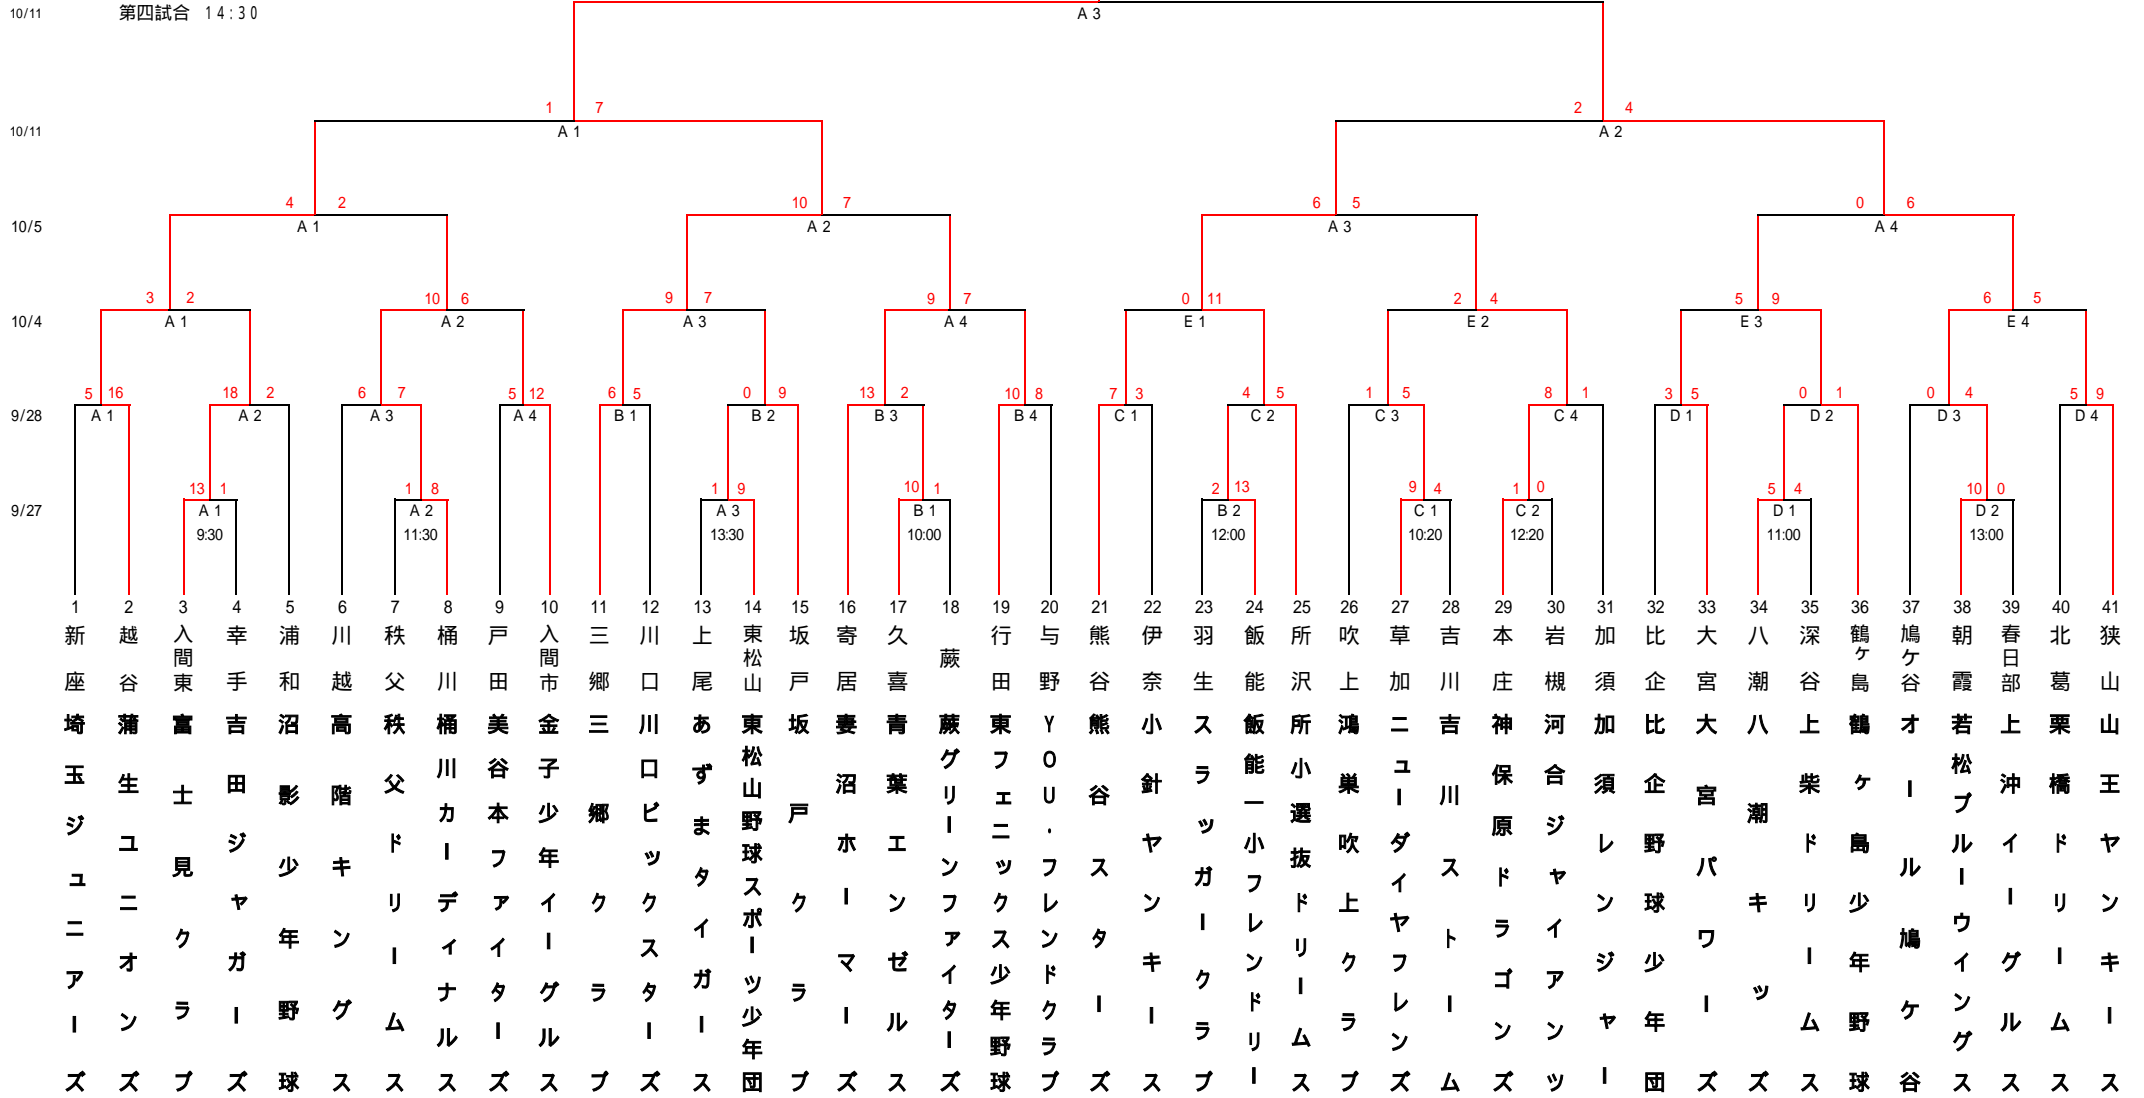 10/11 第四試合 14:30 A3
1 7 2 4
10/11 A1 A2
4 2 10 7 6 5 0 6
10/5 A1 A2 A3 A4
3 2 10 6 9 7 9 7 0 11 2 4 5 9 6 5
10/4 A1 A2 A3 A4 E1 E2 E3 E4
5 16 18 2 6 7 5 12 6 5 0 9 13 2 10 8 7 3 4 5 1 5 8 1 3 5 0 1 0 4 5 9
9/28 A1 A2 A3 A4 B1 B2 B3 B4 C1 C2 C3 C4 D1 D2 D3 D4
13 1 1 8 1 9 10 1 2 13 9 4 1 0 5 4 10 0
9/27 A1 A2 A3 B1 B2 C1 C2 D1 D2
9:30 11:30 13:30 10:00 12:00 10:20 12:20 11:00 13:00
1 新座 埼玉ジュニアーズ
2 越谷 蒲生ユニオンズ
3 入間東 富士見クラブ
4 幸手 吉田ジャガーズ
5 浦和 沼影少年野球
6 川越 高階キングス
7 秩父 秩父ドリームス
8 桶川 桶川カーディナルス
9 戸田 美谷本ファイターズ
10 入間市 金子少年イーグルス
11 三郷 三郷クラブ
12 川口 川口ビックスターズ
13 上尾 あずまタイガース
14 東松山 東松山野球スポーツ少年団
15 坂戸 坂戸クラブ
16 寄居 妻沼ホーマーズ
17 久喜 青葉エンゼルス
18 蕨 蕨グリーンファイターズ
19 行田 東フェニックス少年野球
20 与野 YOU・フレンドクラブ
21 熊谷 熊谷スターズ
22 伊奈 小針ヤンキース
23 羽生 スラッガークラブ
24 飯能 飯能一小フレンドリー
25 所沢 所小選抜ドリームス
26 吹上 鴻巣吹上クラブ
27 草加 ニューダイヤフレンズ
28 吉川 吉川ストーム
29 本庄 神保原ドラゴンズ
30 岩槻 河合ジャイアンツ
31 加須 加須レンジャー
32 比企 比企野球少年団
33 大宮 大宮パワーズ
34 八潮 八潮キッズ
35 深谷 上柴ドリームス
36 鶴ヶ島 鶴ヶ島少年野球
37 鳩ケ谷 オール鳩ケ谷
38 朝霞 若松ブルーウイングス
39 春日部 上沖イーグルス
40 北葛 栗橋ドリームス
41 狭山 山王ヤンキース